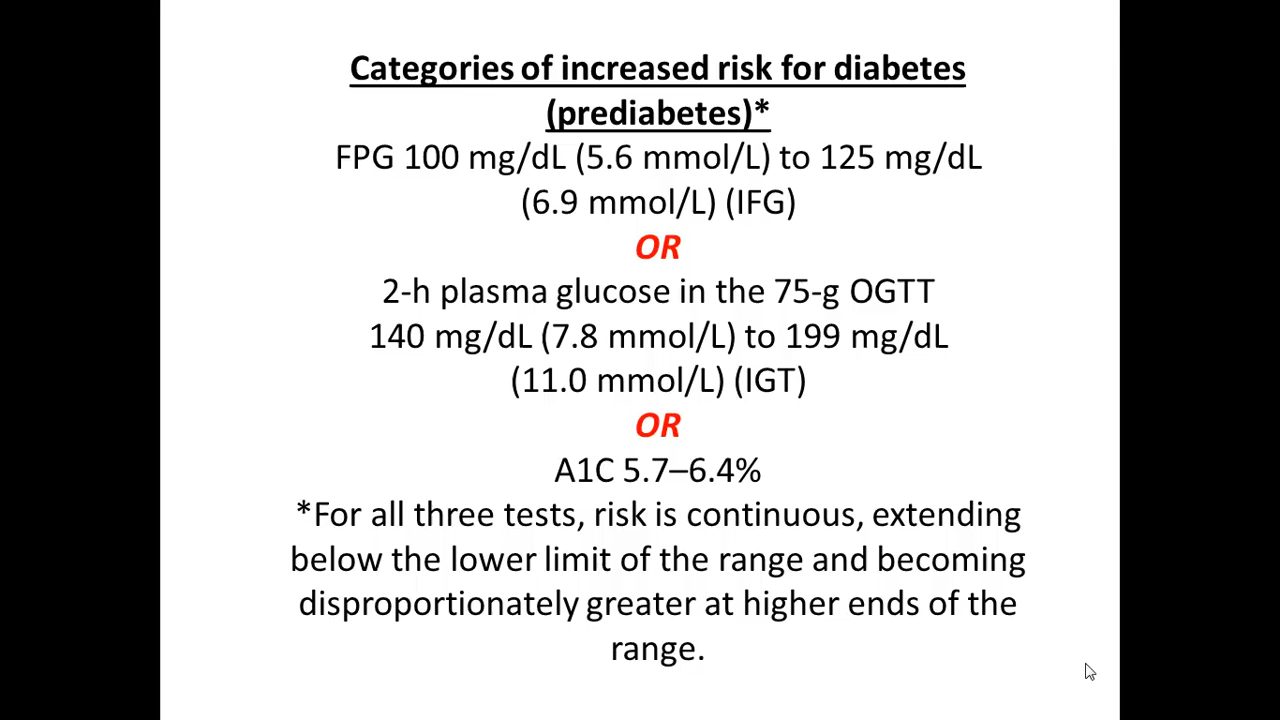 Categories of increased risk for diabetes
(prediabetes)*
FPG 100 mg/dL (5.6 mmol/L) to 125 mg/dL
(6.9 mmol/L) (IFG)
OR
2-h plasma glucose in the 75-g OGTT
140 mg/dL (7.8 mmol/L) to 199 mg/dL
(11.0 mmol/L) (IGT)
OR
A1C 5.7–6.4%
*For all three tests, risk is continuous, extending
below the lower limit of the range and becoming
disproportionately greater at higher ends of the
range.